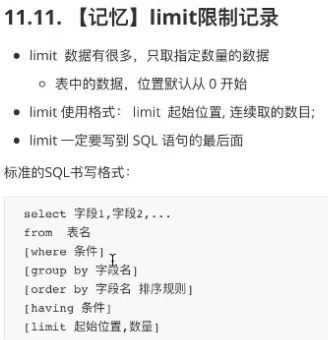 11.11. 【记忆】limit限制记录
limit 数据有很多，只取指定数量的数据
表中的数据，位置默认从 0 开始
limit 使用格式： limit 起始位置, 连续取的数目;
limit 一定要写到 SQL 语句的最后面
标准的SQL书写格式：
select 字段1,字段2,...
from 表名
[where 条件]
[group by 字段名]
[order by 字段名 排序规则]
[having 条件]
[limit 起始位置,数量]